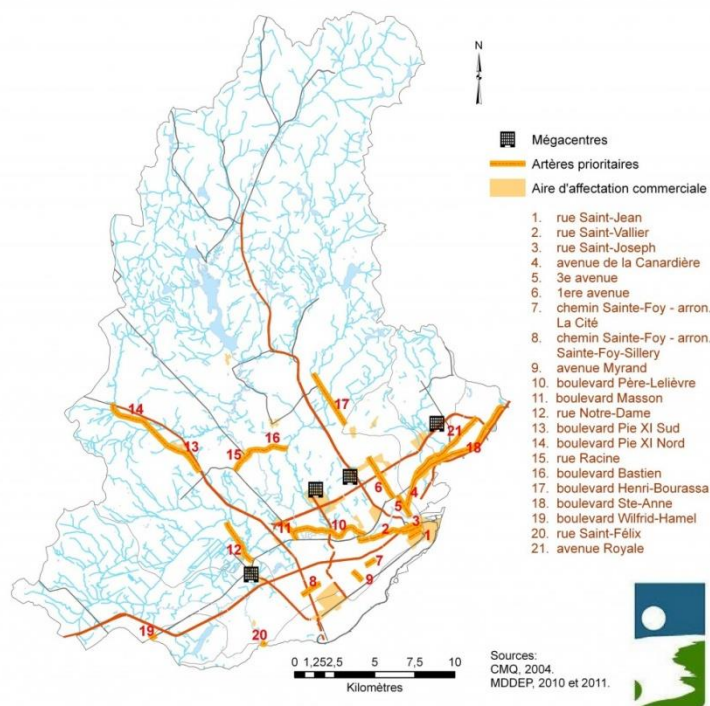 N
Mégacentres
Artères prioritaires
Aire d'affectation commerciale
1. rue Saint-Jean
2. rue Saint-Vallier
3. rue Saint-Joseph
4. avenue de la Canardière
5. 3e avenue
6. 1ere avenue
7. chemin Sainte-Foy - arron.
La Cité
8. chemin Sainte-Foy - arron.
Sainte-Foy-Sillery
9. avenue Myrand
10. boulevard Père-Lelièvre
11. boulevard Masson
12. rue Notre-Dame
13. boulevard Pie XI Sud
14. boulevard Pie XI Nord
15. rue Racine
16. boulevard Bastien
17. boulevard Henri-Bourassa
18. boulevard Ste-Anne
19. boulevard Wilfrid-Hamel
20. rue Saint-Félix
21. avenue Royale
17
14
21
16
18
13
15
6
4
5
11
10
3
2
1
12
7
9
8
19
20
Sources:
CMQ, 2004.
MDDEP, 2010 et 2011.
0 1,252,5 5 7,5 10
Kilomètres